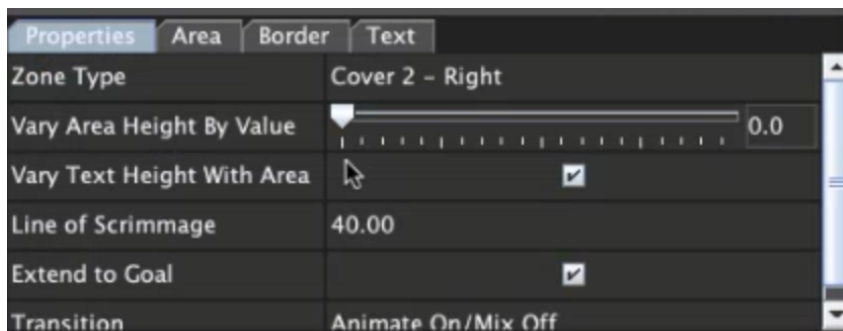 Properties Area Border Text
Zone Type Cover 2 – Right
Vary Area Height By Value 0.0
Vary Text Height With Area
Line of Scrimmage 40.00
Extend to Goal
Transition Animate On/Mix Off